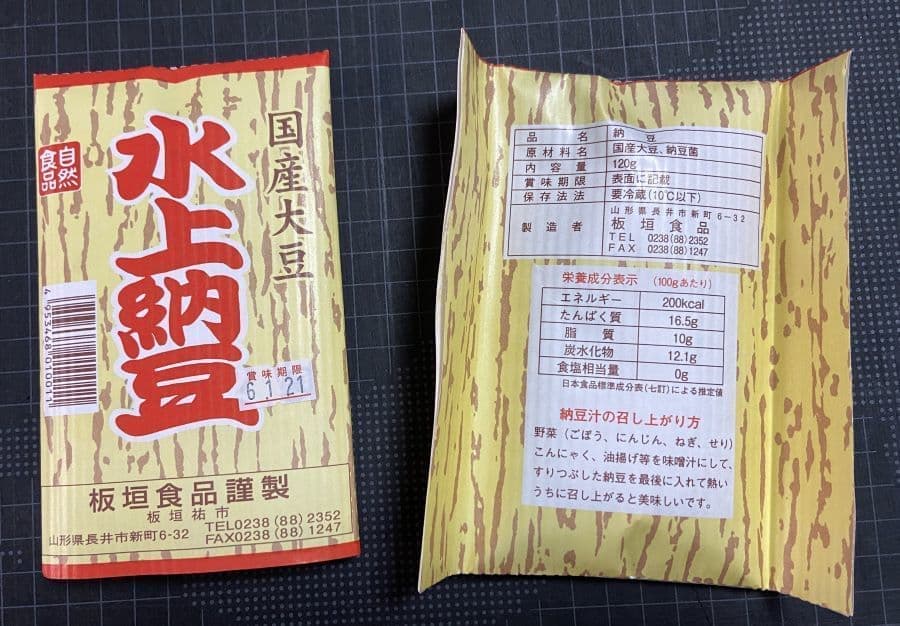 国産大豆
自然
食品
水上納豆
賞味期限
6.1.21
4 953468 010011
板垣食品謹製
板垣祐市
TEL0238(88)2352
山形県長井市新町6-32
FAX0238(88)1247
品名 納豆
原材料名 国産大豆、納豆菌
内容量 120g
賞味期限 表面に記載
保存法法 要冷蔵(10℃以下)
製造者
山形県長井市新町6-32
板垣食品
TEL 0238(88)2352
FAX 0238(88)1247
栄養成分表示 (100gあたり)
エネルギー 200kcal
たんぱく質 16.5g
脂質 10g
炭水化物 12.1g
食塩相当量 0g
日本食品標準成分表(七訂)による推定値
納豆汁の召し上がり方
野菜(ごぼう、にんじん、ねぎ、せり)
こんにゃく、油揚げ等を味噌汁にして、
すりつぶした納豆を最後に入れて熱い
うちに召し上がると美味しいです。